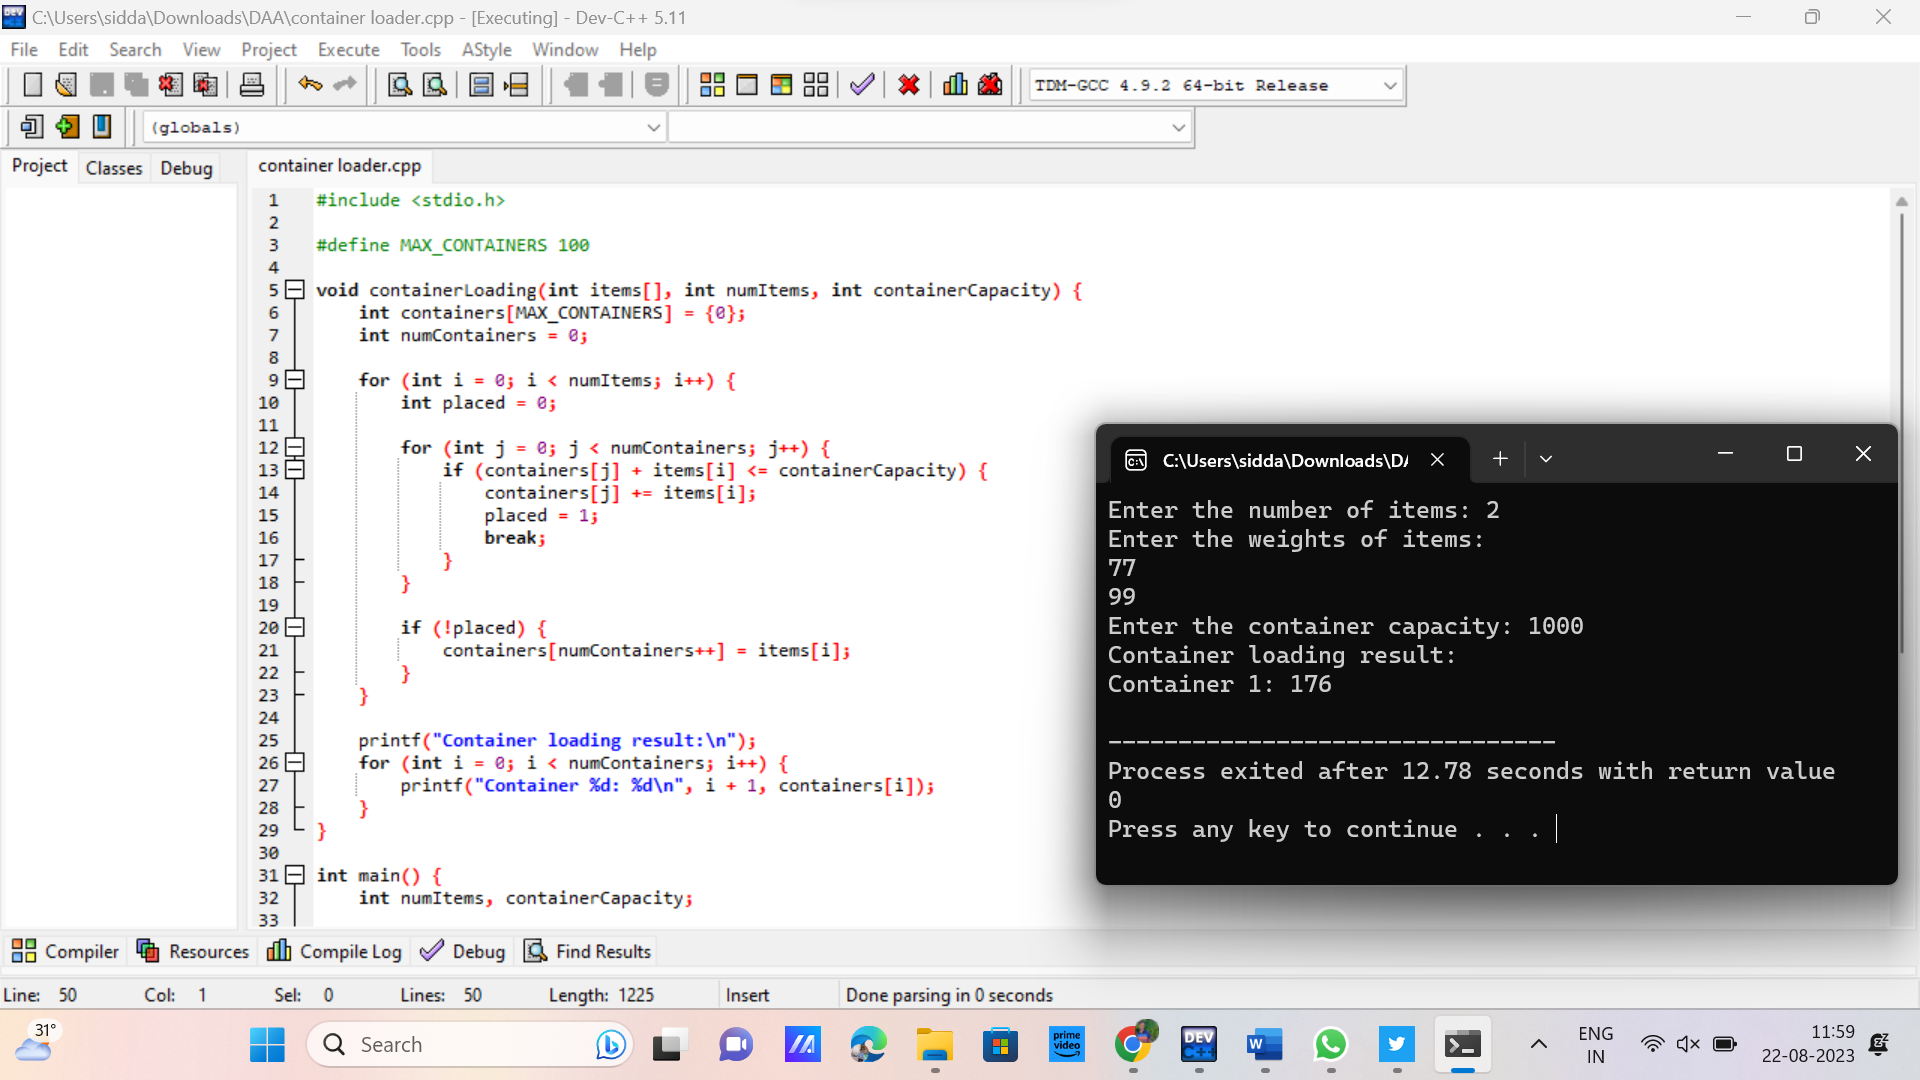 C:\Users\sidda\Downloads\DAA\container loader.cpp - [Executing] - Dev-C++ 5.11
File Edit Search View Project Execute Tools AStyle Window Help
TDM-GCC 4.9.2 64-bit Release
(globals)
Project Classes Debug
container loader.cpp
1 #include <stdio.h>
2
3 #define MAX_CONTAINERS 100
4
5 void containerLoading(int items[], int numItems, int containerCapacity) {
6 int containers[MAX_CONTAINERS] = {0};
7 int numContainers = 0;
8
9 for (int i = 0; i < numItems; i++) {
10 int placed = 0;
11
12 for (int j = 0; j < numContainers; j++) {
13 if (containers[j] + items[i] <= containerCapacity) {
14 containers[j] += items[i];
15 placed = 1;
16 break;
17 }
18 }
19
20 if (!placed) {
21 containers[numContainers++] = items[i];
22 }
23 }
24
25 printf("Container loading result:\n");
26 for (int i = 0; i < numContainers; i++) {
27 printf("Container %d: %d\n", i + 1, containers[i]);
28 }
29 }
30
31 int main() {
32 int numItems, containerCapacity;
33
C:\Users\sidda\Downloads\DA
Enter the number of items: 2
Enter the weights of items:
77
99
Enter the container capacity: 1000
Container loading result:
Container 1: 176
--------------------------------
Process exited after 12.78 seconds with return value
0
Press any key to continue . . .
Compiler Resources Compile Log Debug Find Results
Line: 50 Col: 1 Sel: 0 Lines: 50 Length: 1225 Insert Done parsing in 0 seconds
31°
Search
prime
video
DEV
C++
W
ENG
IN
11:59
22-08-2023